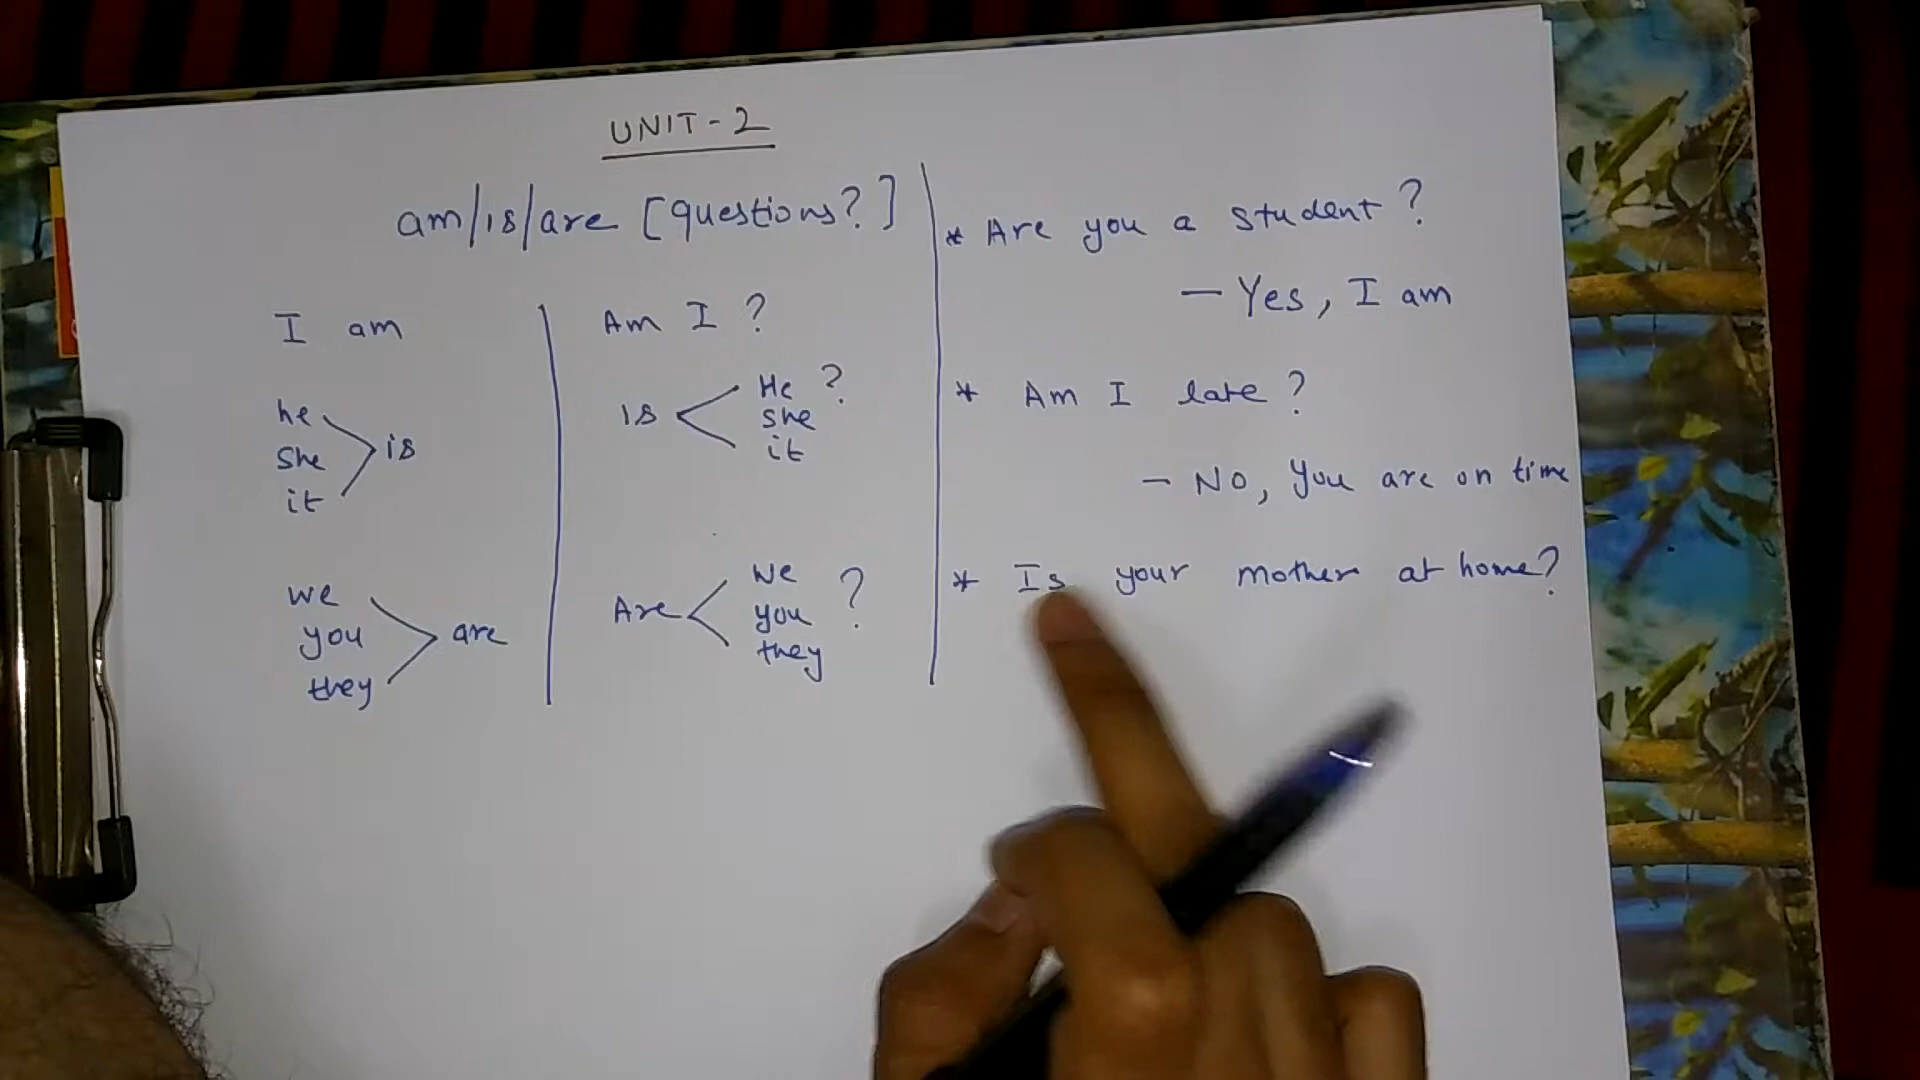 UNIT-2
am/is/are [questions?]
I am
he
she
it
is
we
you
they
are
Am I ?
is
He ?
she
it
Are
we
you ?
they
* Are you a student ?
- Yes, I am
* Am I late ?
- No, you are on time
* Is your mother at home?